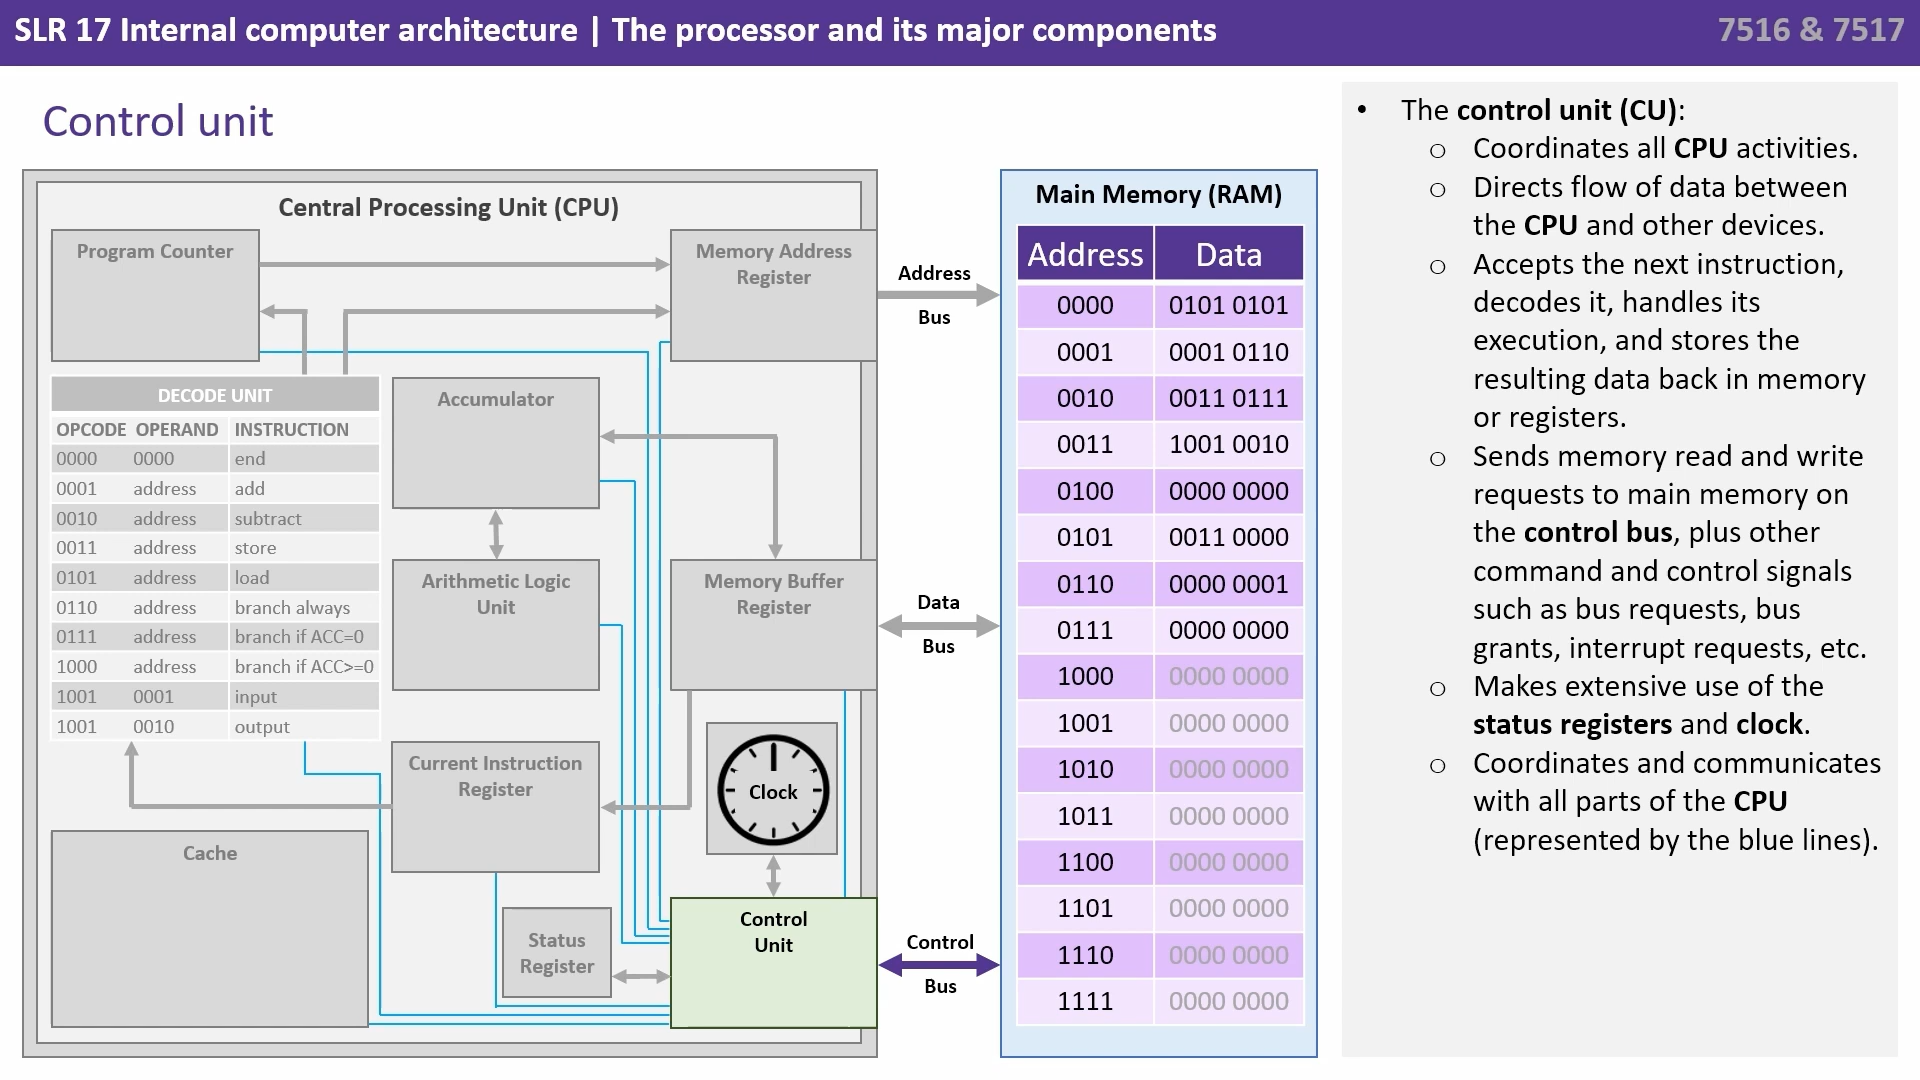 SLR 17 Internal computer architecture | The processor and its major components
7516 & 7517
Control unit
Central Processing Unit (CPU)
Program Counter
Memory Address
Register
DECODE UNIT
OPCODE OPERAND INSTRUCTION
0000 0000 end
0001 address add
0010 address subtract
0011 address store
0101 address load
0110 address branch always
0111 address branch if ACC=0
1000 address branch if ACC>=0
1001 0001 input
1001 0010 output
Accumulator
Arithmetic Logic
Unit
Memory Buffer
Register
Current Instruction
Register
Clock
Cache
Status
Register
Control
Unit
Address
Bus
Data
Bus
Control
Bus
Main Memory (RAM)
Address Data
0000 0101 0101
0001 0001 0110
0010 0011 0111
0011 1001 0010
0100 0000 0000
0101 0011 0000
0110 0000 0001
0111 0000 0000
1000 0000 0000
1001 0000 0000
1010 0000 0000
1011 0000 0000
1100 0000 0000
1101 0000 0000
1110 0000 0000
1111 0000 0000
• The control unit (CU):
o Coordinates all CPU activities.
o Directs flow of data between
the CPU and other devices.
o Accepts the next instruction,
decodes it, handles its
execution, and stores the
resulting data back in memory
or registers.
o Sends memory read and write
requests to main memory on
the control bus, plus other
command and control signals
such as bus requests, bus
grants, interrupt requests, etc.
o Makes extensive use of the
status registers and clock.
o Coordinates and communicates
with all parts of the CPU
(represented by the blue lines).